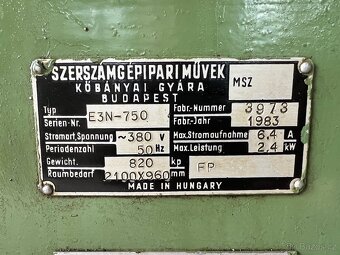 SZERSZÁMGÉPIPARI MŰVEK
KŐBÁNYAI GYÁRA
BUDAPEST
MSZ
Typ E3N-750 Fabr-Nummer 3973
Serien-Nr. Fabr-Jahr 1983
Stromart, Spannung ~380 V Max.Stromaufnahme 6,4 A
Periodenzahl 50 Hz Max.Leistung 2,4 kW
Gewicht. 820 kp FP
Raumbedarf 2100X960 mm
MADE IN HUNGARY